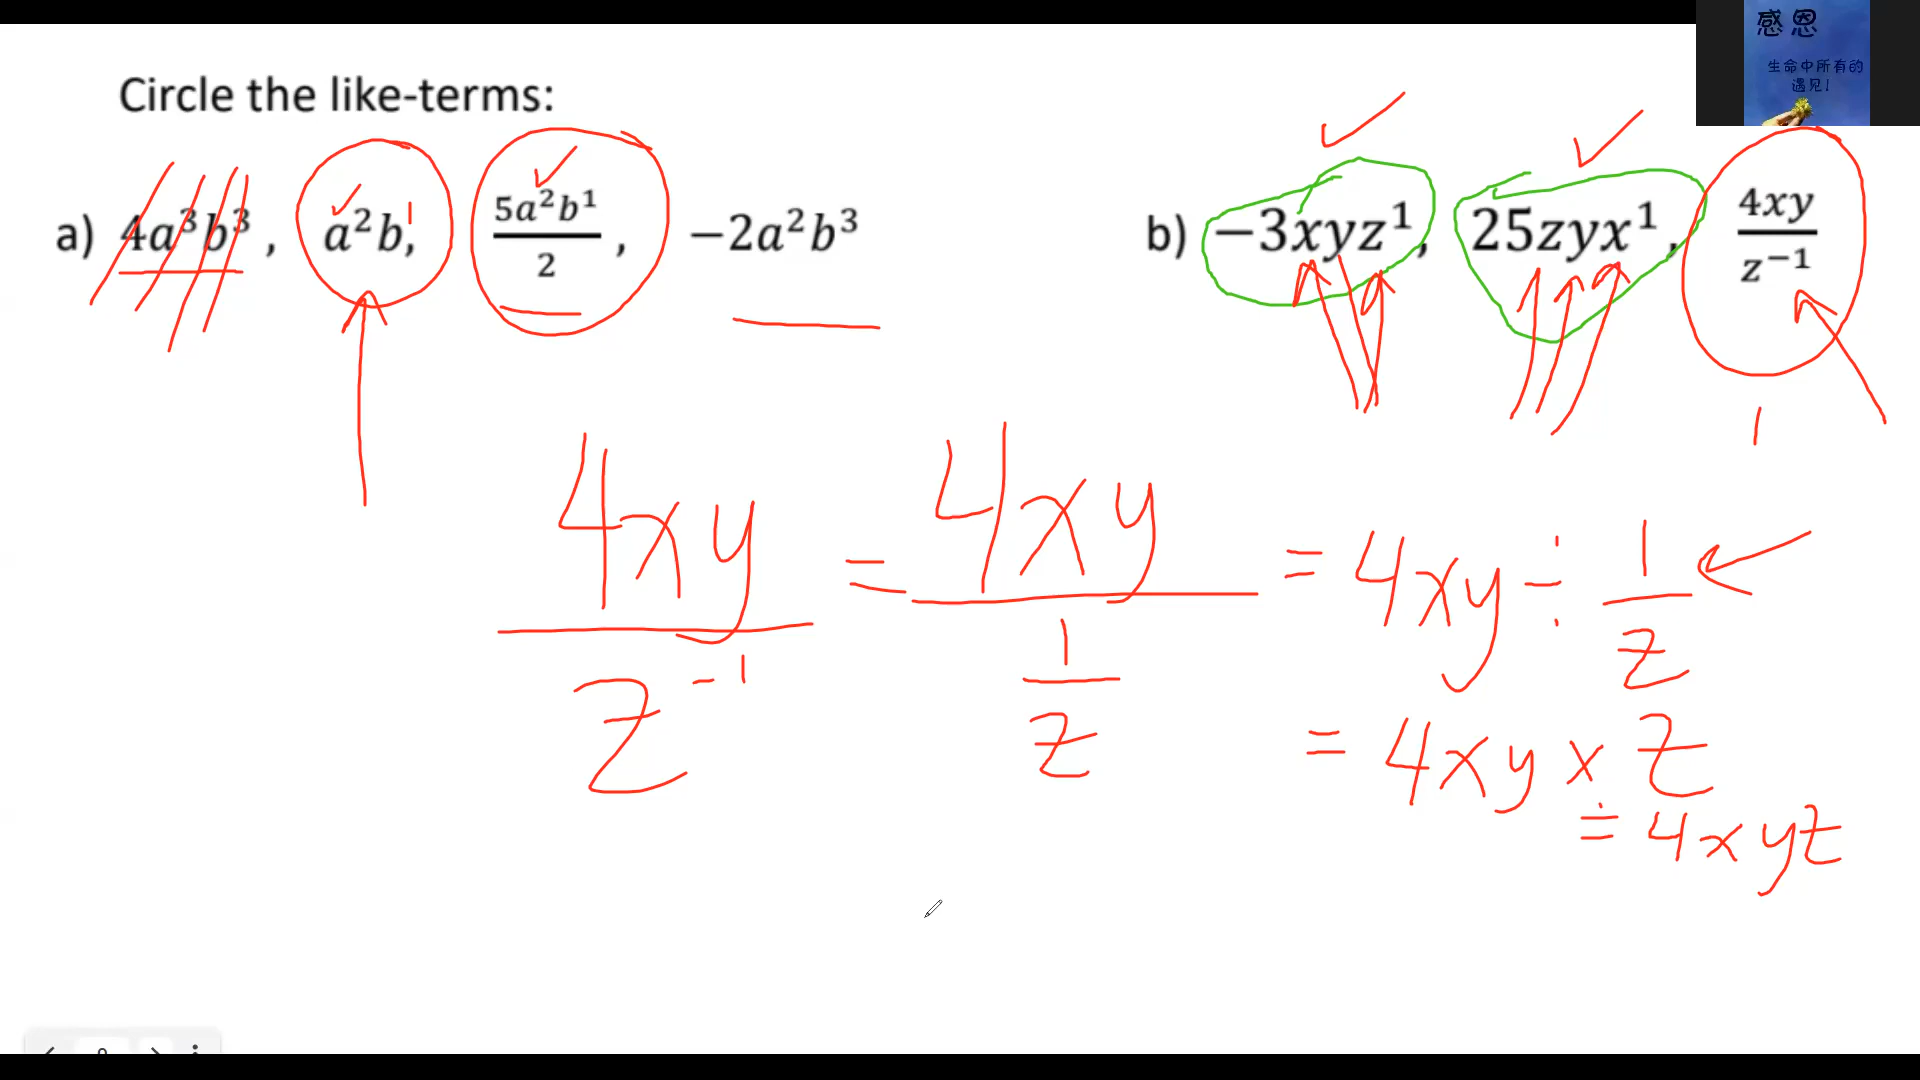 感恩
生命中所有的
遇见!
Circle the like-terms:
a) 4a³b³, a²b¹, 5a²b¹/2, −2a²b³
b) −3xyz¹, 25zyx¹, 4xy/z⁻¹
4xy/z⁻¹ = 4xy/(1/z) = 4xy ÷ 1/z
= 4xy × z
= 4xyz